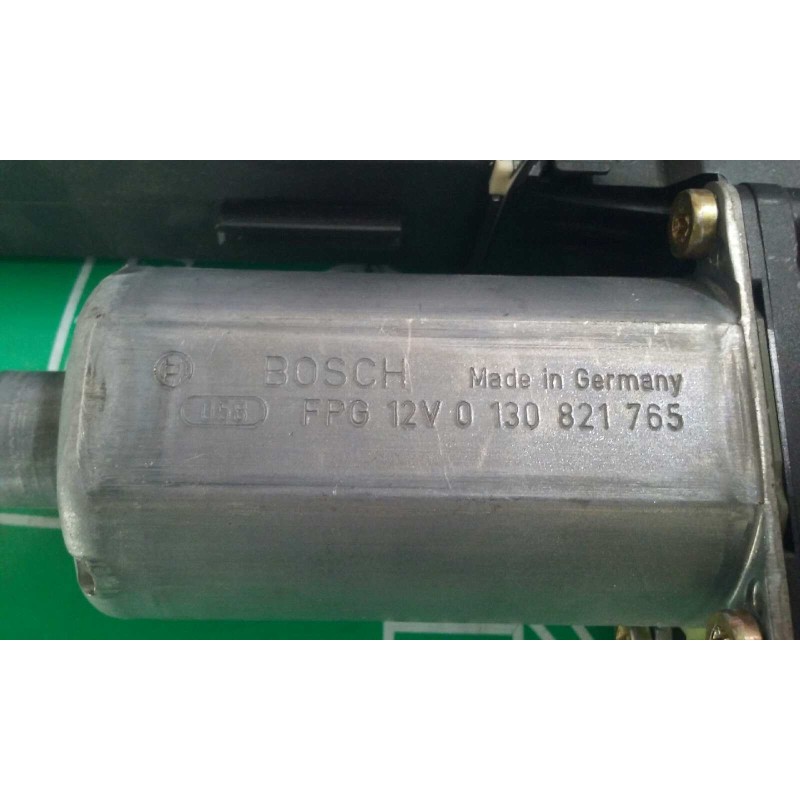 BOSCH Made in Germany
FPG 12V 0 130 821 765